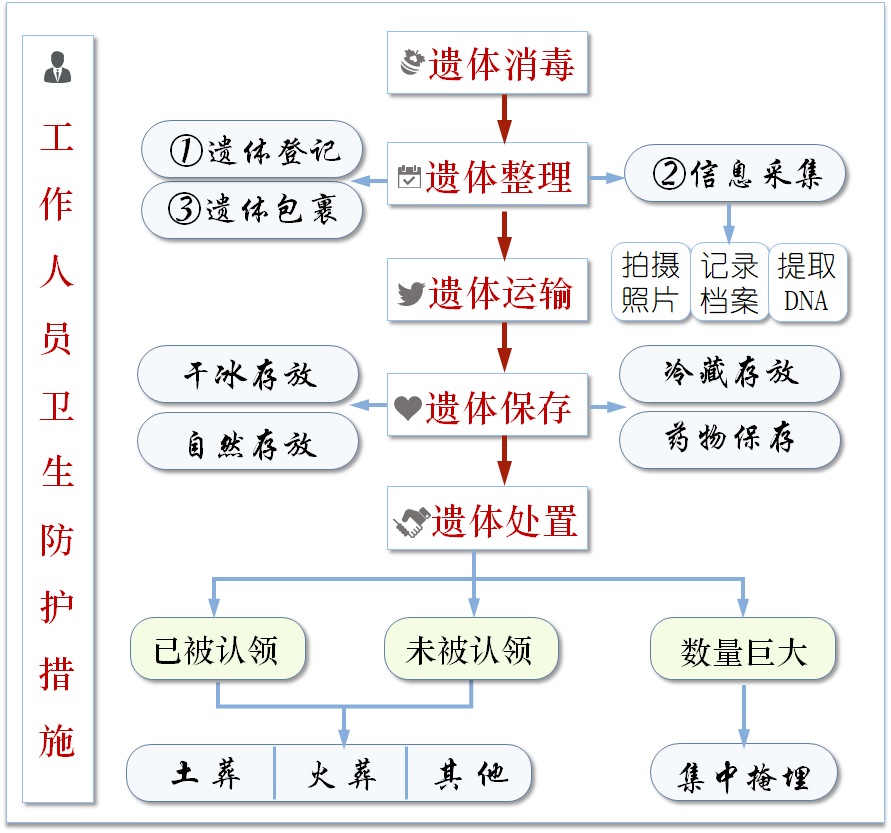 工作人员卫生防护措施
遗体消毒
①遗体登记
遗体整理
②信息采集
③遗体包裹
拍摄照片
记录档案
提取DNA
遗体运输
干冰存放
遗体保存
冷藏存放
自然存放
药物保存
遗体处置
已被认领
未被认领
数量巨大
土葬
火葬
其他
集中掩埋